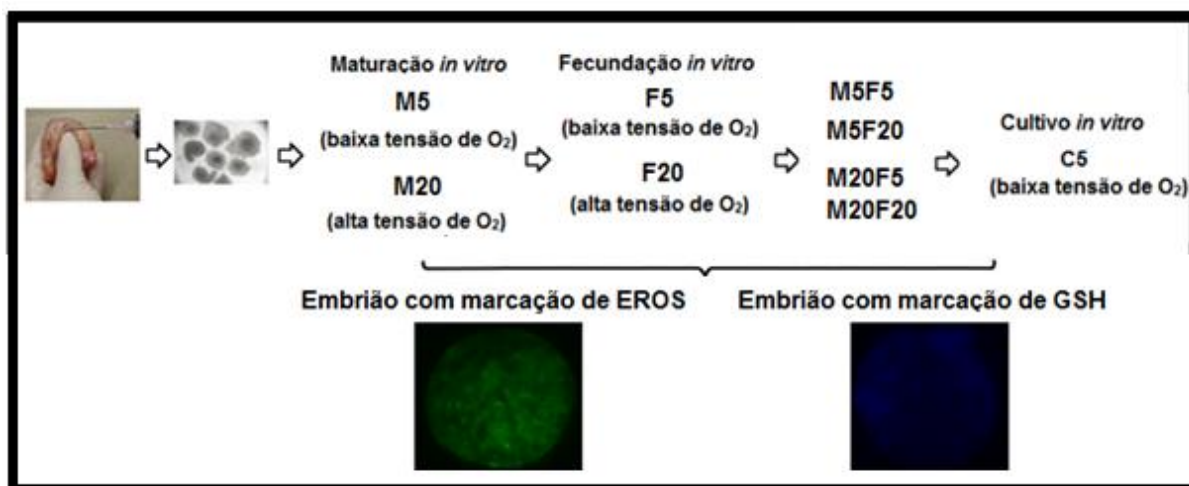 Maturação in vitro
M5
(baixa tensão de O₂)
M20
(alta tensão de O₂)
Fecundação in vitro
F5
(baixa tensão de O₂)
F20
(alta tensão de O₂)
M5F5
M5F20
M20F5
M20F20
Cultivo in vitro
C5
(baixa tensão de O₂)
Embrião com marcação de EROS
Embrião com marcação de GSH